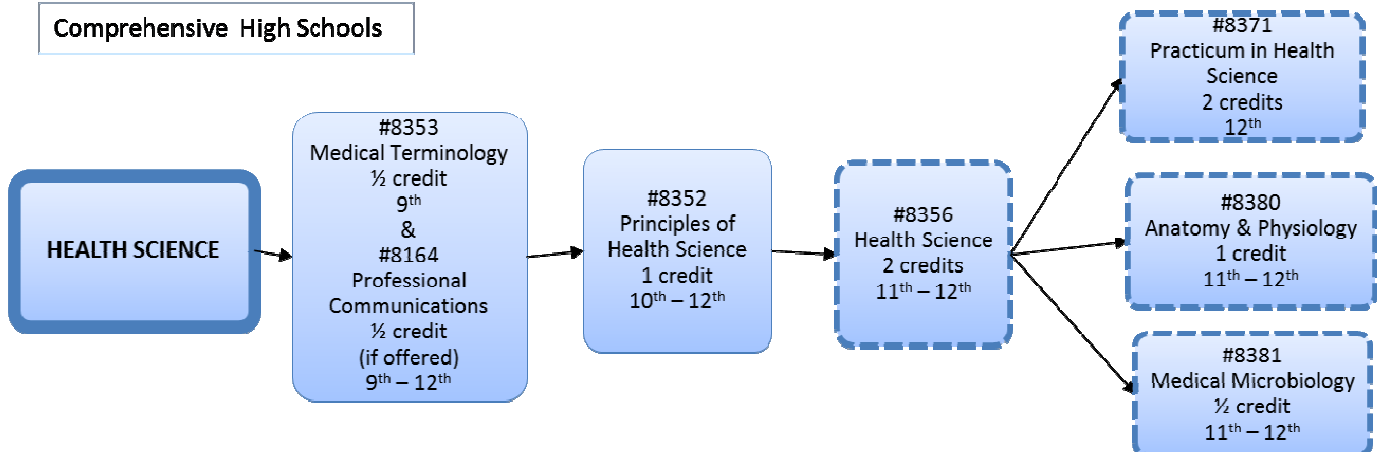 Comprehensive High Schools
HEALTH SCIENCE
#8353
Medical Terminology
½ credit
9th
&
#8164
Professional
Communications
½ credit
(if offered)
9th – 12th
#8352
Principles of
Health Science
1 credit
10th – 12th
#8356
Health Science
2 credits
11th – 12th
#8371
Practicum in Health
Science
2 credits
12th
#8380
Anatomy & Physiology
1 credit
11th – 12th
#8381
Medical Microbiology
½ credit
11th – 12th